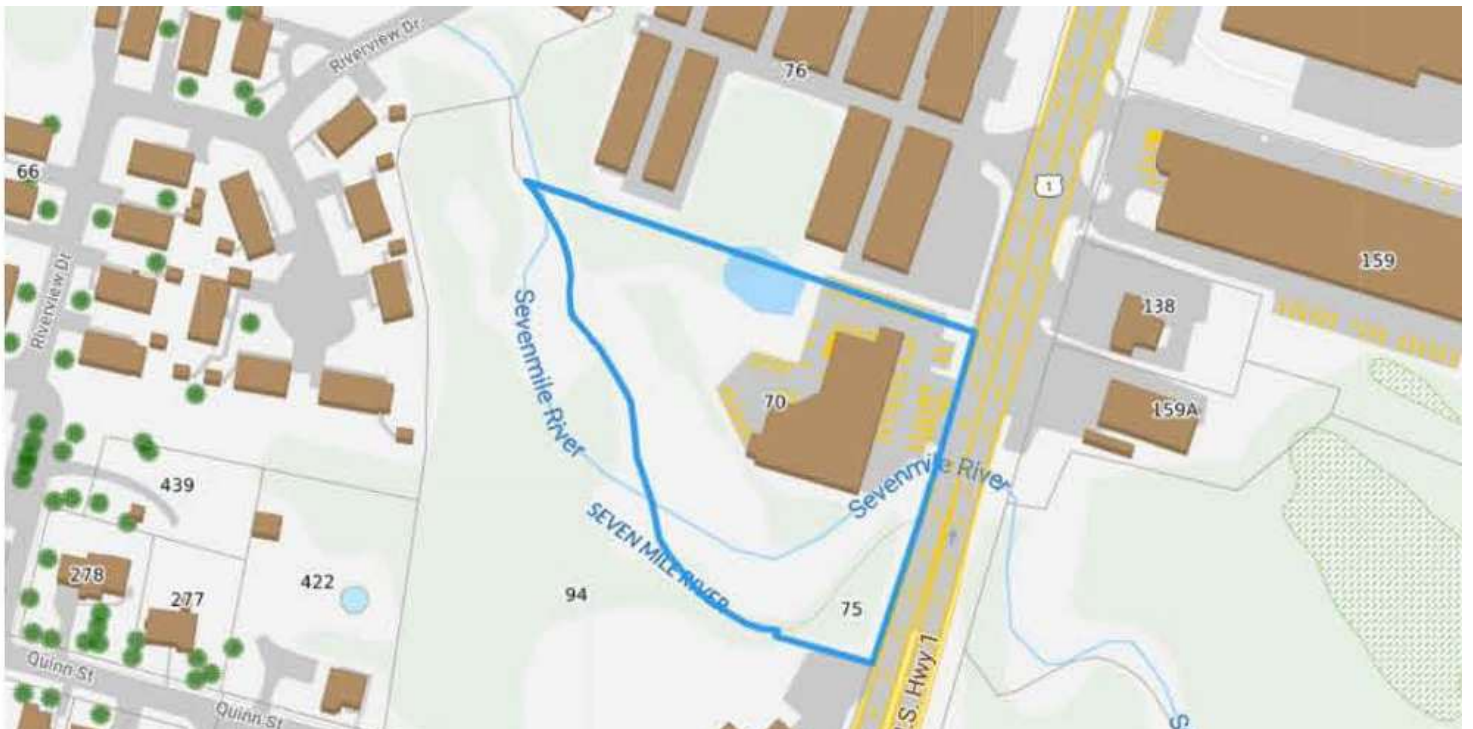 Riverview Dr
76
66
1
159
Riverview Dr
138
Sevenmile River
70
159A
439
Sevenmile River
SEVEN MILE RIVER
278
422
277
94
75
Quinn St
U.S. Hwy 1
Quinn St
S